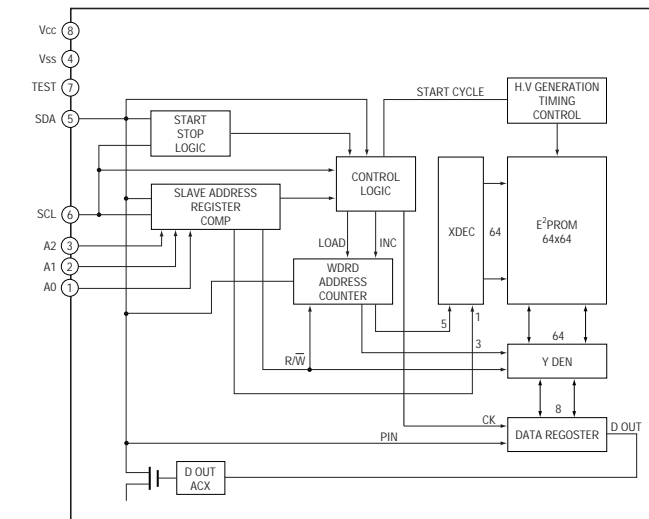 Vcc 8
Vss 4
TEST 7
SDA 5
SCL 6
A2 3
A1 2
A0 1
START
STOP
LOGIC
SLAVE ADDRESS
REGISTER
COMP
CONTROL
LOGIC
START CYCLE
H.V GENERATION
TIMING
CONTROL
XDEC
64
E²PROM
64x64
LOAD
INC
WDRD
ADDRESS
COUNTER
5
1
3
64
R/W̅
Y DEN
8
CK
PIN
DATA REGOSTER
D OUT
D OUT
ACX